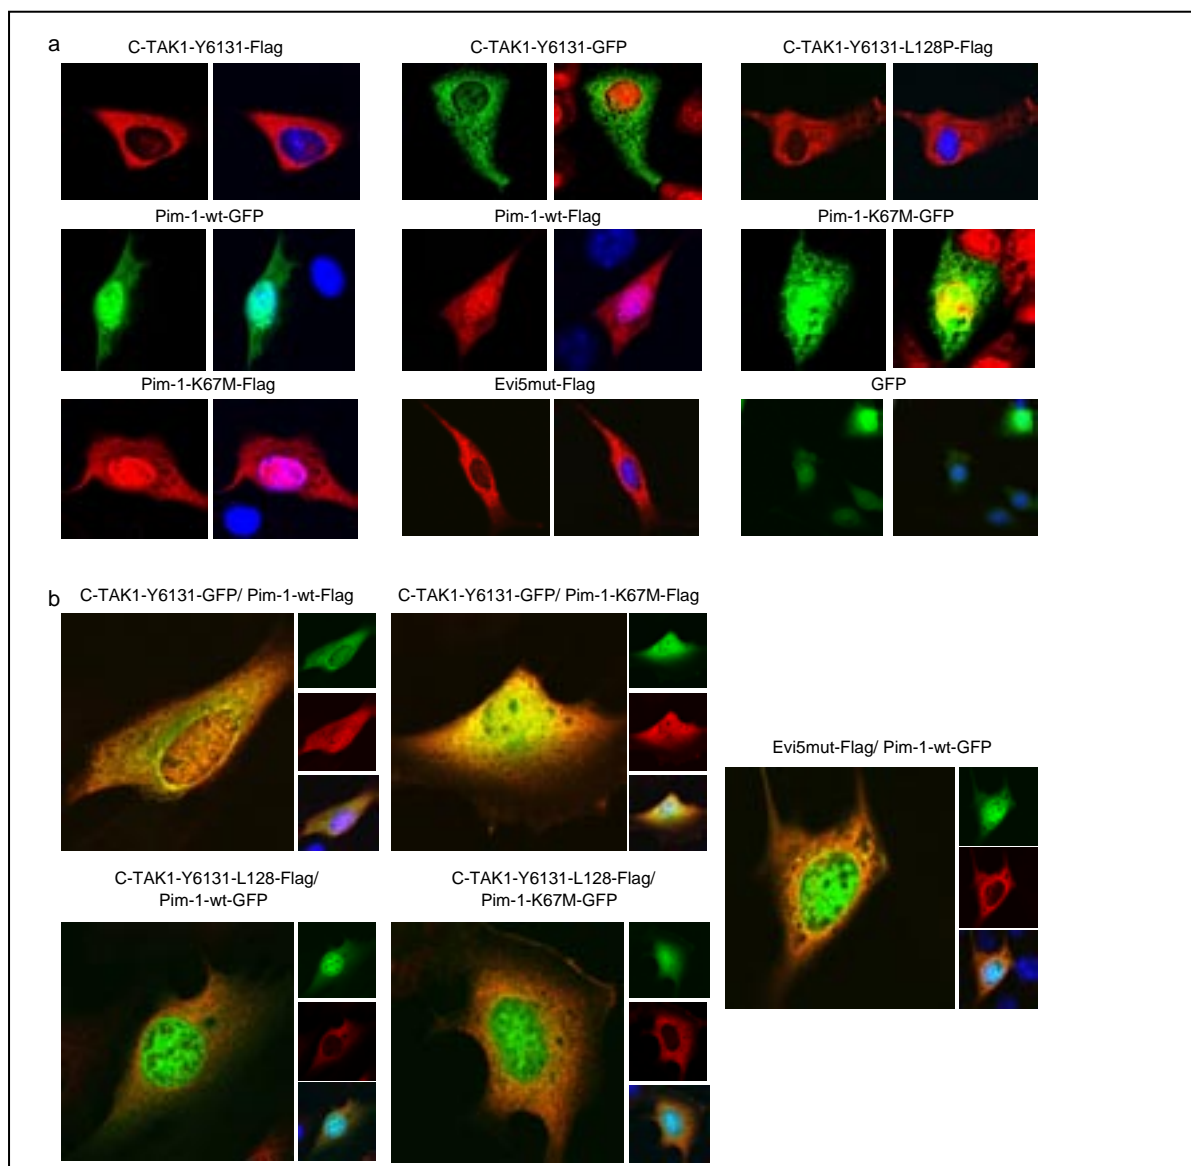 a
C-TAK1-Y6131-Flag
C-TAK1-Y6131-GFP
C-TAK1-Y6131-L128P-Flag
Pim-1-wt-GFP
Pim-1-wt-Flag
Pim-1-K67M-GFP
Pim-1-K67M-Flag
Evi5mut-Flag
GFP
b
C-TAK1-Y6131-GFP/ Pim-1-wt-Flag
C-TAK1-Y6131-GFP/ Pim-1-K67M-Flag
Evi5mut-Flag/ Pim-1-wt-GFP
C-TAK1-Y6131-L128-Flag/
Pim-1-wt-GFP
C-TAK1-Y6131-L128-Flag/
Pim-1-K67M-GFP